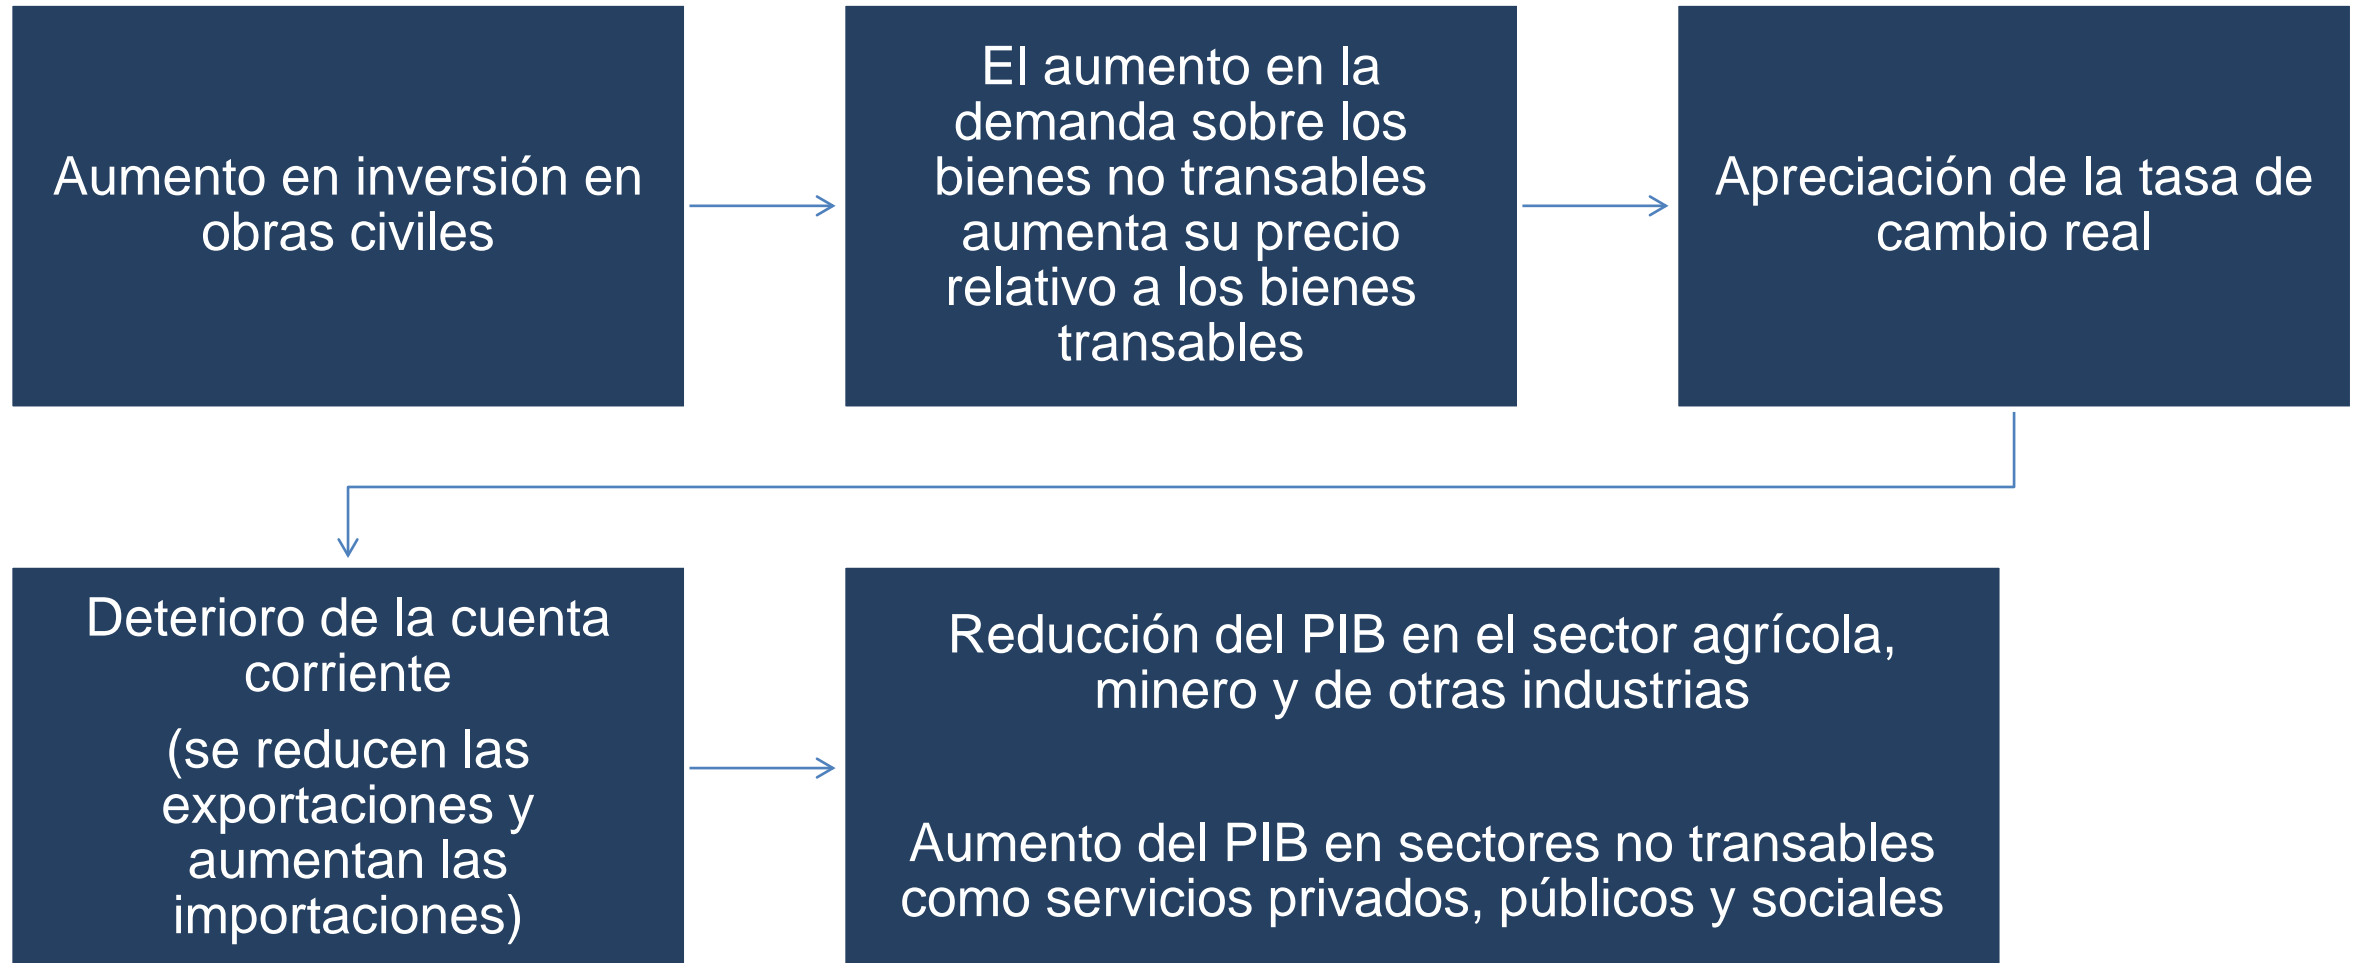 Aumento en inversión en
obras civiles
El aumento en la
demanda sobre los
bienes no transables
aumenta su precio
relativo a los bienes
transables
Apreciación de la tasa de
cambio real
Deterioro de la cuenta
corriente
(se reducen las
exportaciones y
aumentan las
importaciones)
Reducción del PIB en el sector agrícola,
minero y de otras industrias
Aumento del PIB en sectores no transables
como servicios privados, públicos y sociales